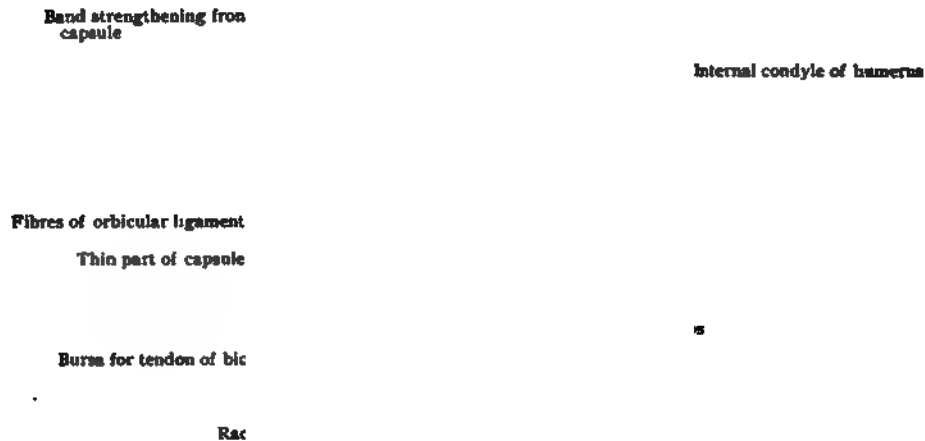 Band strengthening fron
capsule
Internal condyle of humerus
Fibres of orbicular ligament
Thin part of capsule
Bursa for tendon of bic
Rac